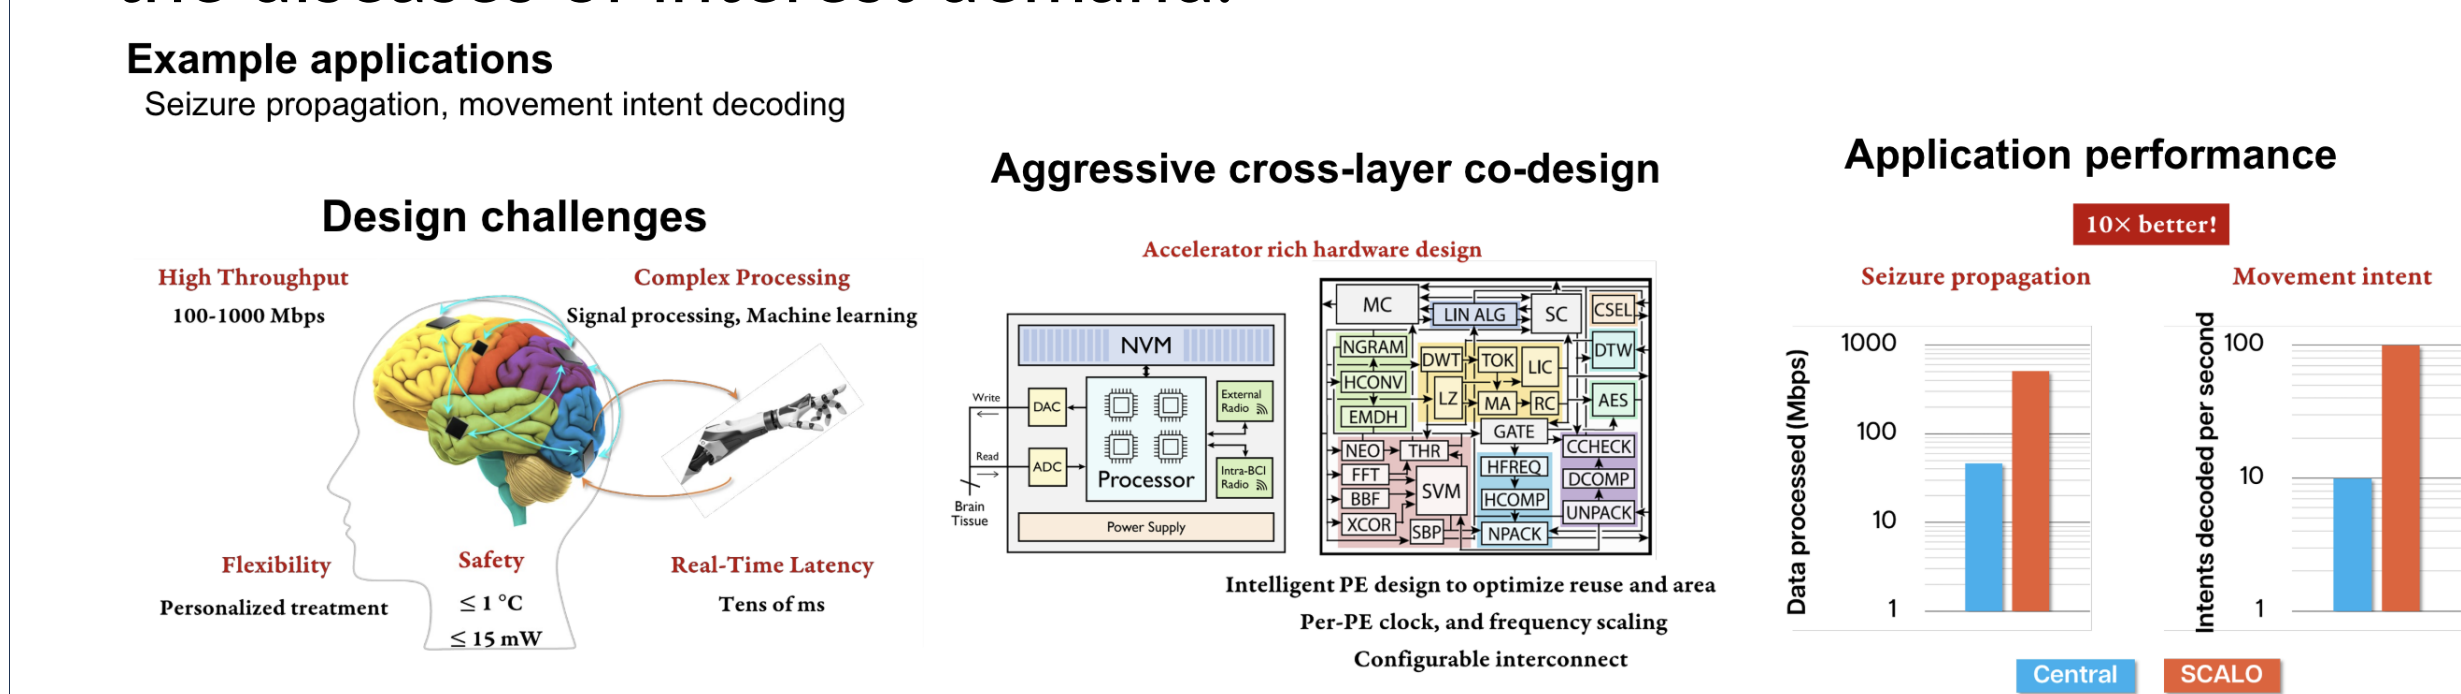 the diseases of interest demand.
Example applications
Seizure propagation, movement intent decoding
Design challenges
High Throughput
100-1000 Mbps
Complex Processing
Signal processing, Machine learning
Flexibility
Personalized treatment
Safety
≤ 1 °C
≤ 15 mW
Real-Time Latency
Tens of ms
Aggressive cross-layer co-design
Accelerator rich hardware design
NVM
Write
Read
Brain
Tissue
DAC
ADC
Processor
External
Radio
Intra-BCI
Radio
Power Supply
MC
LIN ALG
SC
CSEL
NGRAM
HCONV
EMDH
DWT
TOK
LIC
LZ
MA
RC
DTW
AES
GATE
NEO
THR
FFT
BBF
XCOR
SVM
SBP
HFREQ
HCOMP
NPACK
CCHECK
DCOMP
UNPACK
Intelligent PE design to optimize reuse and area
Per-PE clock, and frequency scaling
Configurable interconnect
Application performance
10× better!
Seizure propagation
Data processed (Mbps)
1000
100
10
1
Movement intent
Intents decoded per second
100
10
1
Central
SCALO